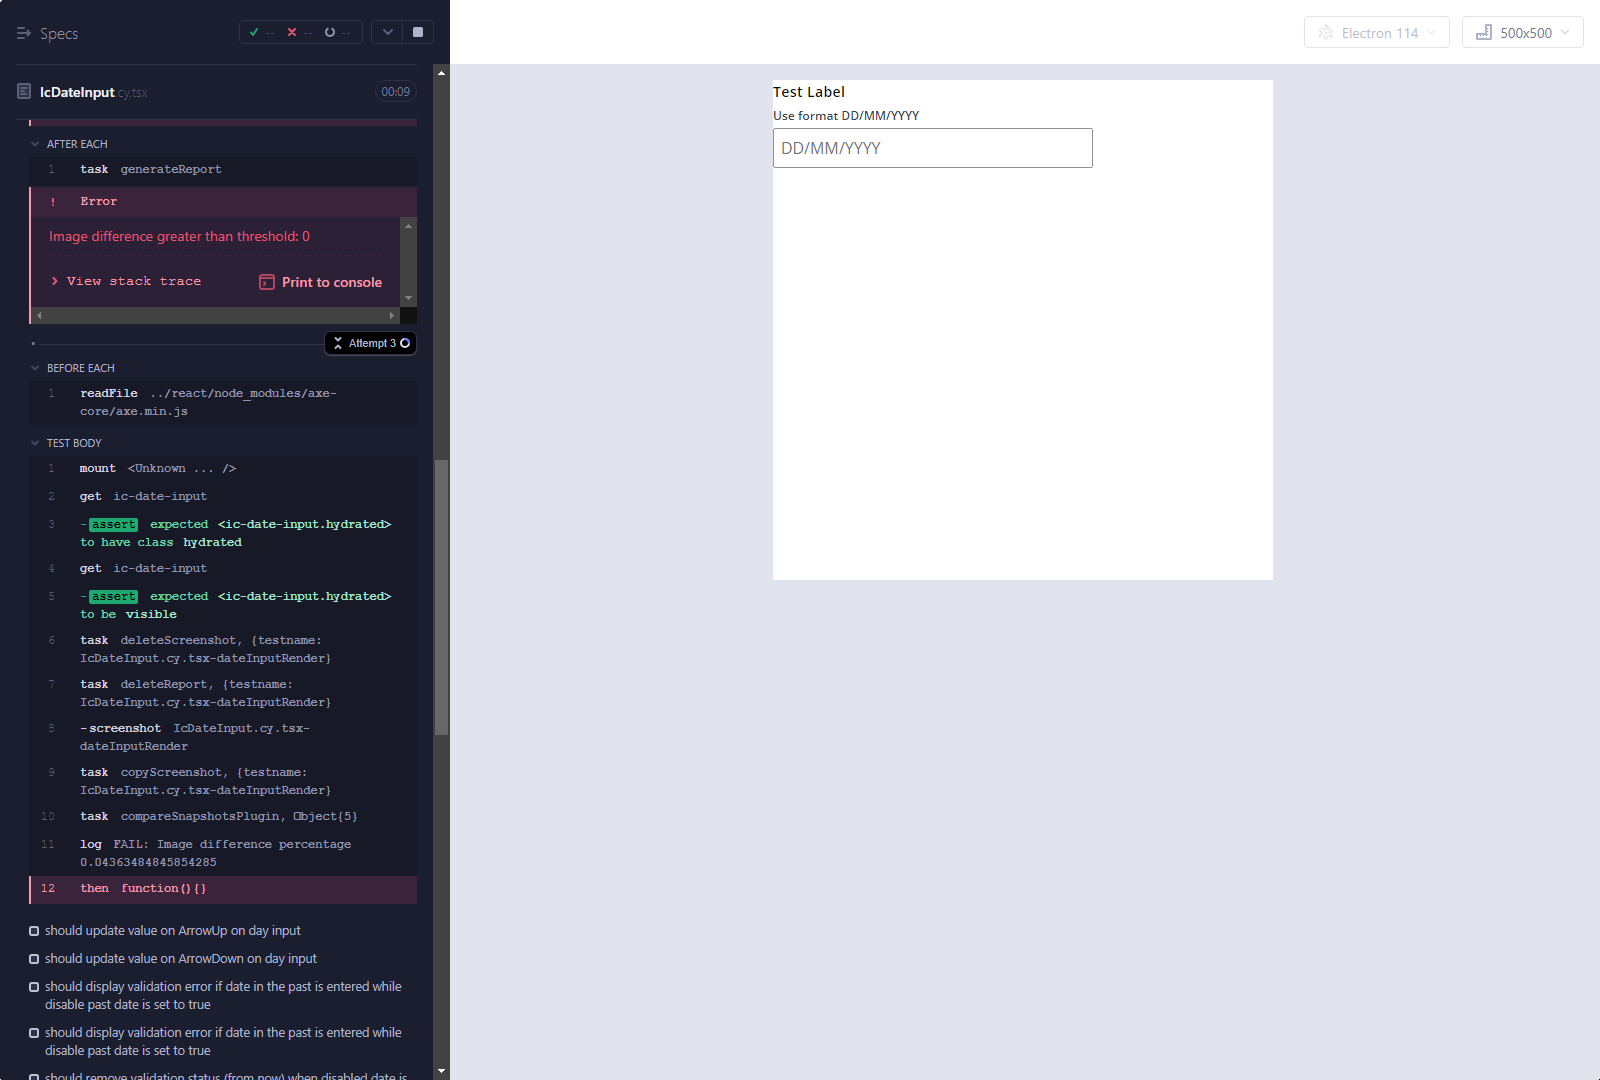 Specs
-- -- --
IcDateInput.cy.tsx
00:09
AFTER EACH
1 task generateReport
! Error
Image difference greater than threshold: 0
View stack trace
Print to console
Attempt 3
BEFORE EACH
1 readFile ../react/node_modules/axe-
core/axe.min.js
TEST BODY
1 mount <Unknown ... />
2 get ic-date-input
3 -assert expected <ic-date-input.hydrated>
to have class hydrated
4 get ic-date-input
5 -assert expected <ic-date-input.hydrated>
to be visible
6 task deleteScreenshot, {testname:
IcDateInput.cy.tsx-dateInputRender}
7 task deleteReport, {testname:
IcDateInput.cy.tsx-dateInputRender}
8 -screenshot IcDateInput.cy.tsx-
dateInputRender
9 task copyScreenshot, {testname:
IcDateInput.cy.tsx-dateInputRender}
10 task compareSnapshotsPlugin, Object{5}
11 log FAIL: Image difference percentage
0.04363484845854285
12 then function(){}
should update value on ArrowUp on day input
should update value on ArrowDown on day input
should display validation error if date in the past is entered while
disable past date is set to true
should display validation error if date in the past is entered while
disable past date is set to true
should remove validation status (from now) when disabled date is
Electron 114
500x500
Test Label
Use format DD/MM/YYYY
DD/MM/YYYY